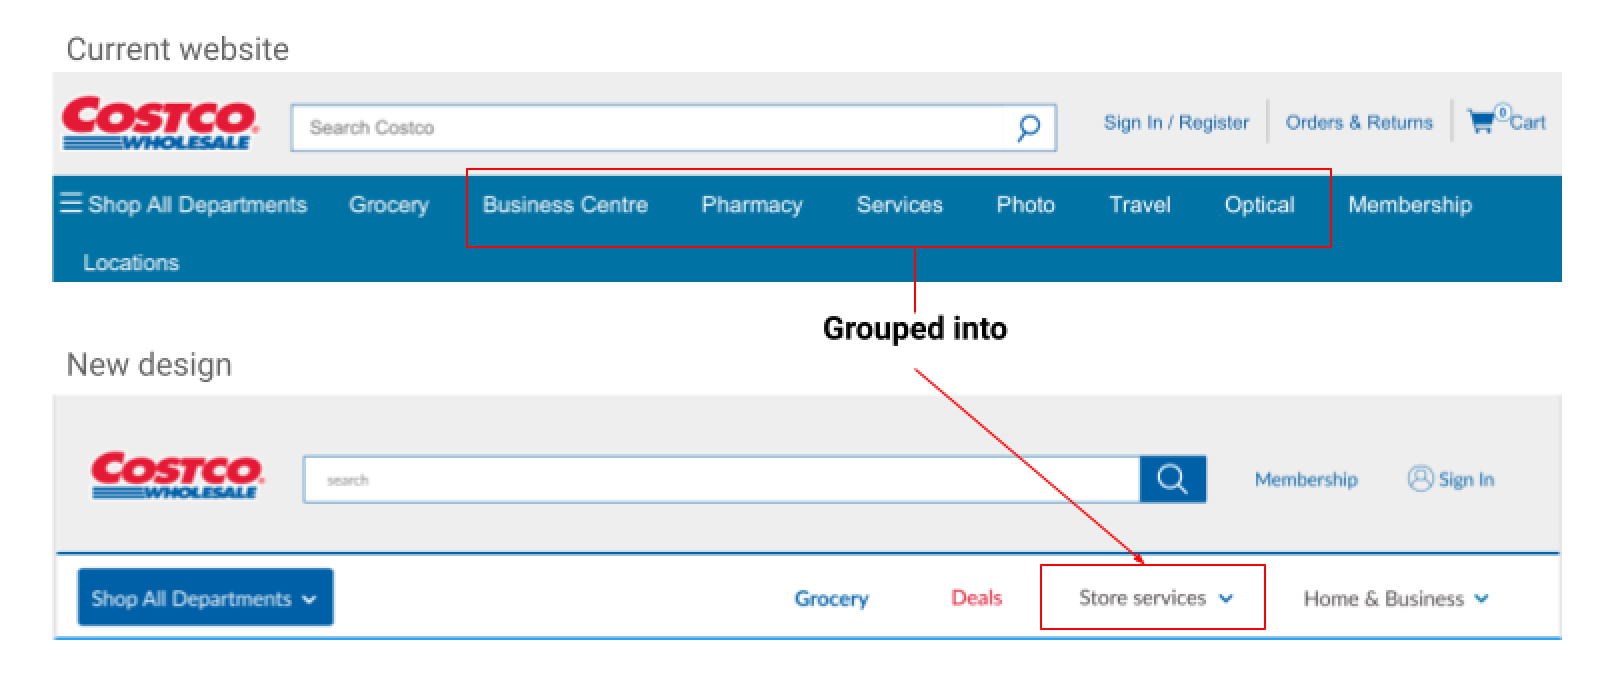 Current website
COSTCO WHOLESALE Search Costco Sign In / Register Orders & Returns 0 Cart
Shop All Departments Grocery Business Centre Pharmacy Services Photo Travel Optical Membership
Locations
Grouped into
New design
COSTCO WHOLESALE search Membership Sign In
Shop All Departments Grocery Deals Store services Home & Business